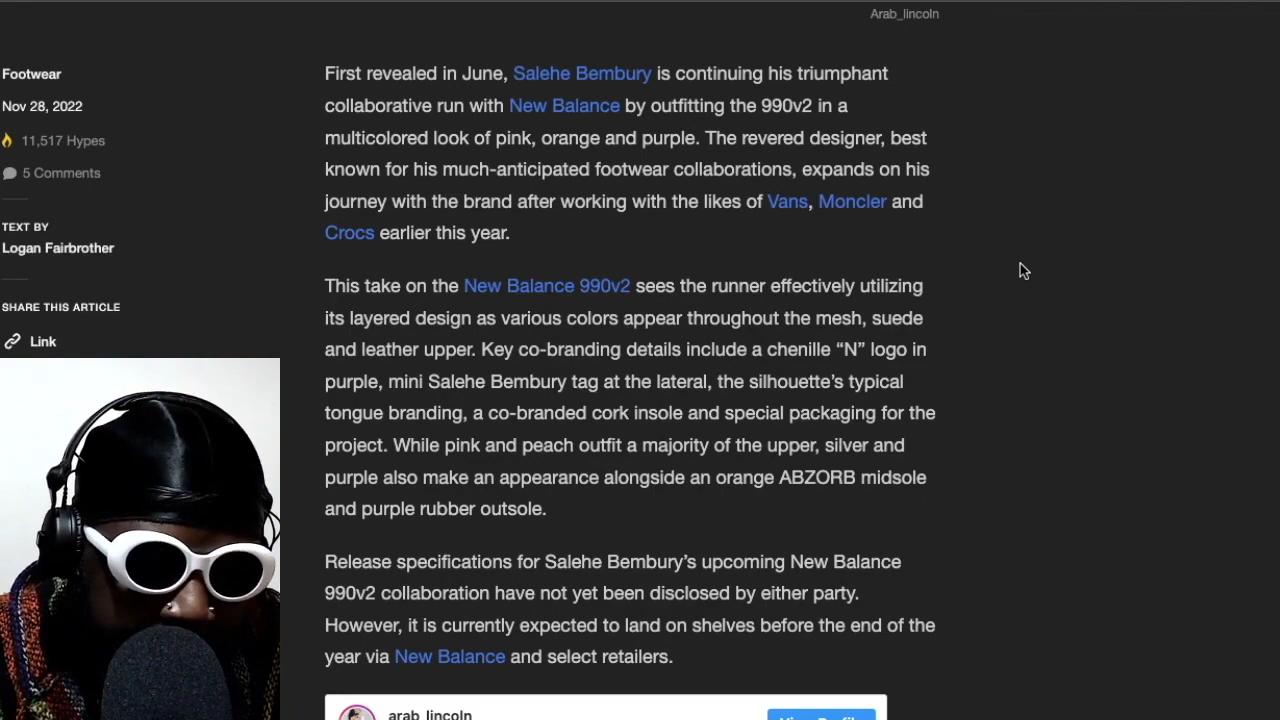 Arab_lincoln
Footwear
Nov 28, 2022
11,517 Hypes
5 Comments
TEXT BY
Logan Fairbrother
SHARE THIS ARTICLE
Link
First revealed in June, Salehe Bembury is continuing his triumphant
collaborative run with New Balance by outfitting the 990v2 in a
multicolored look of pink, orange and purple. The revered designer, best
known for his much-anticipated footwear collaborations, expands on his
journey with the brand after working with the likes of Vans, Moncler and
Crocs earlier this year.
This take on the New Balance 990v2 sees the runner effectively utilizing
its layered design as various colors appear throughout the mesh, suede
and leather upper. Key co-branding details include a chenille “N” logo in
purple, mini Salehe Bembury tag at the lateral, the silhouette’s typical
tongue branding, a co-branded cork insole and special packaging for the
project. While pink and peach outfit a majority of the upper, silver and
purple also make an appearance alongside an orange ABZORB midsole
and purple rubber outsole.
Release specifications for Salehe Bembury’s upcoming New Balance
990v2 collaboration have not yet been disclosed by either party.
However, it is currently expected to land on shelves before the end of the
year via New Balance and select retailers.
arab_lincoln